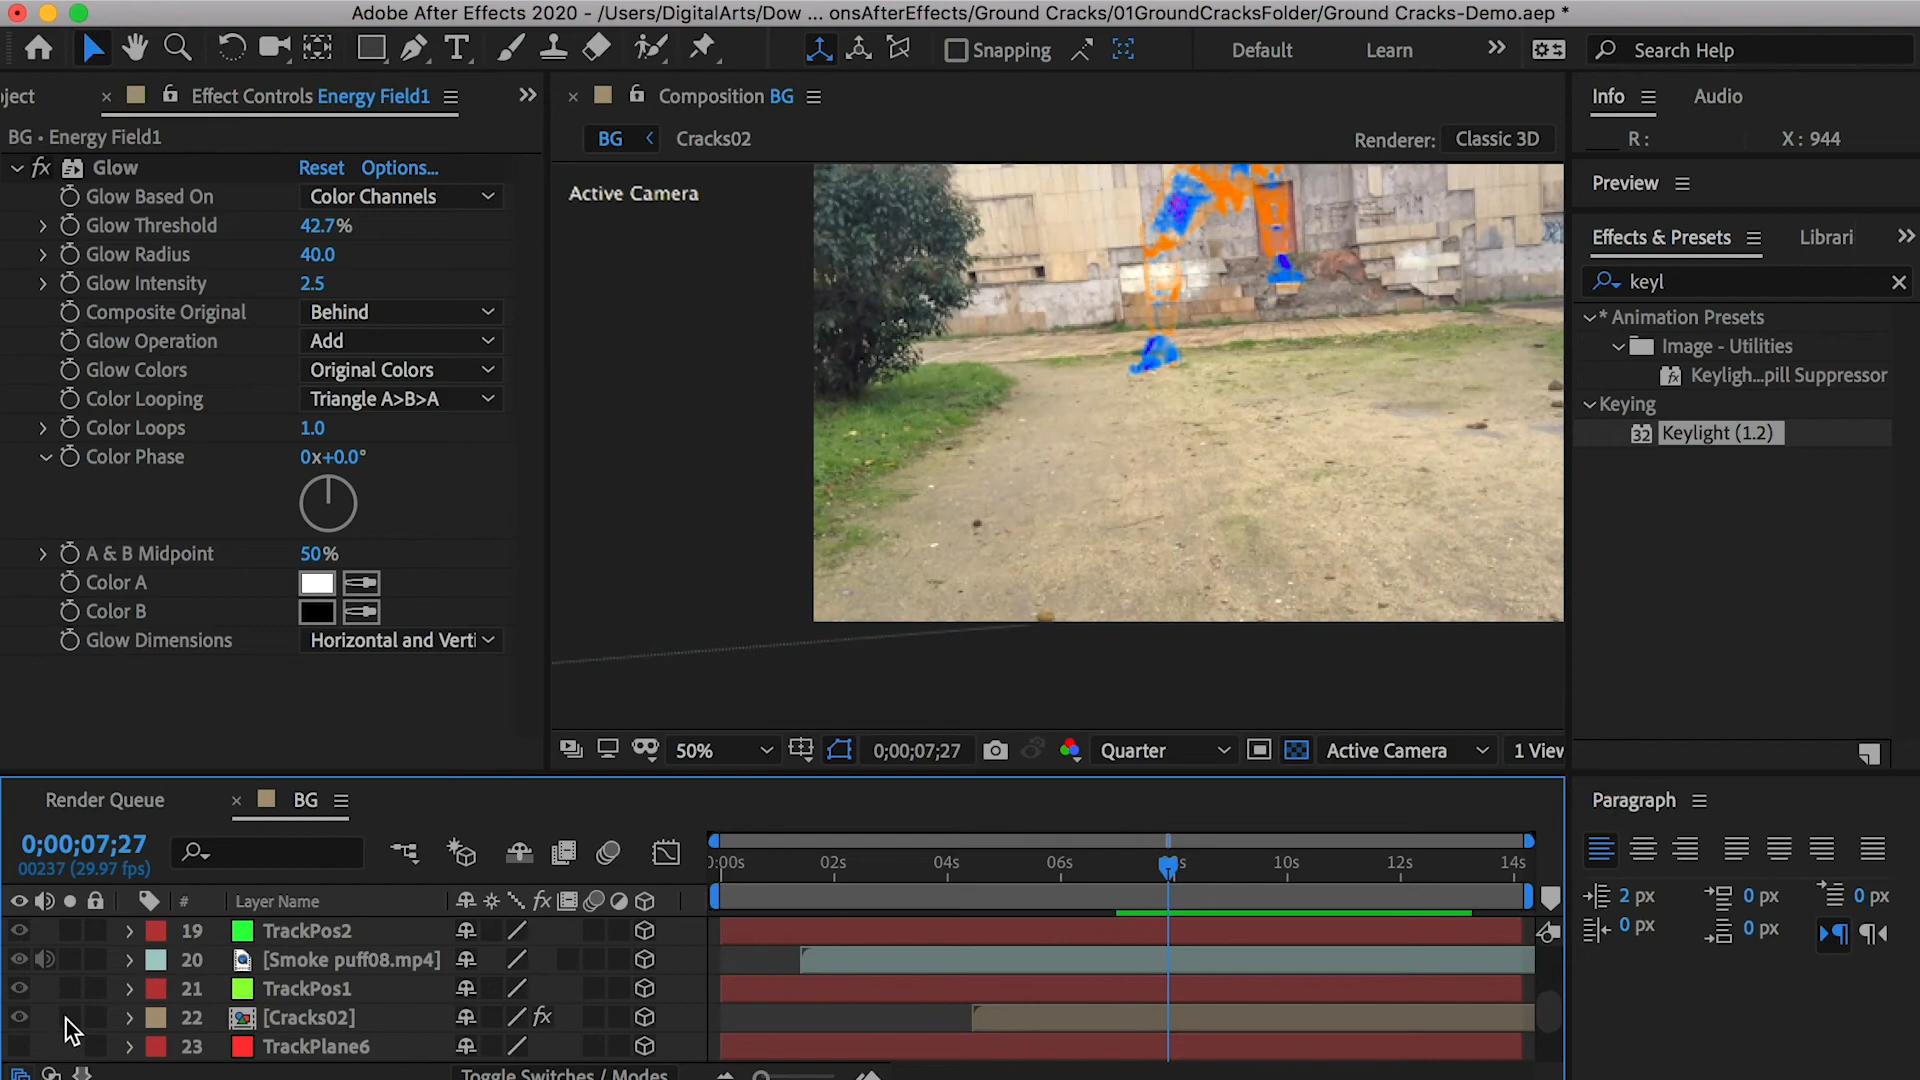 Adobe After Effects 2020 - /Users/DigitalArts/Dow ... onsAfterEffects/Ground Cracks/01GroundCracksFolder/Ground Cracks-Demo.aep *
Snapping
Default
Learn
Search Help
ject
Effect Controls Energy Field1
Composition BG
Info
Audio
BG • Energy Field1
BG
Cracks02
Renderer:
Classic 3D
R :
X : 944
fx Glow
Reset
Options...
Active Camera
Preview
Glow Based On
Color Channels
Glow Threshold
42.7%
Effects & Presets
Librari
Glow Radius
40.0
Glow Intensity
2.5
keyl
Composite Original
Behind
* Animation Presets
Glow Operation
Add
Image - Utilities
Glow Colors
Original Colors
Keyligh...pill Suppressor
Color Looping
Triangle A>B>A
Keying
Color Loops
1.0
32 Keylight (1.2)
Color Phase
0x+0.0°
A & B Midpoint
50%
Color A
Color B
Glow Dimensions
Horizontal and Verti
50%
0;00;07;27
Quarter
Active Camera
1 View
Render Queue
BG
Paragraph
0;00;07;27
00237 (29.97 fps)
0:00s
02s
04s
06s
s
10s
12s
14s
# Layer Name
fx
2 px
0 px
0 px
0 px
0 px
19 TrackPos2
20 [Smoke puff08.mp4]
21 TrackPos1
22 [Cracks02]
fx
23 TrackPlane6
Toggle Switches / Modes